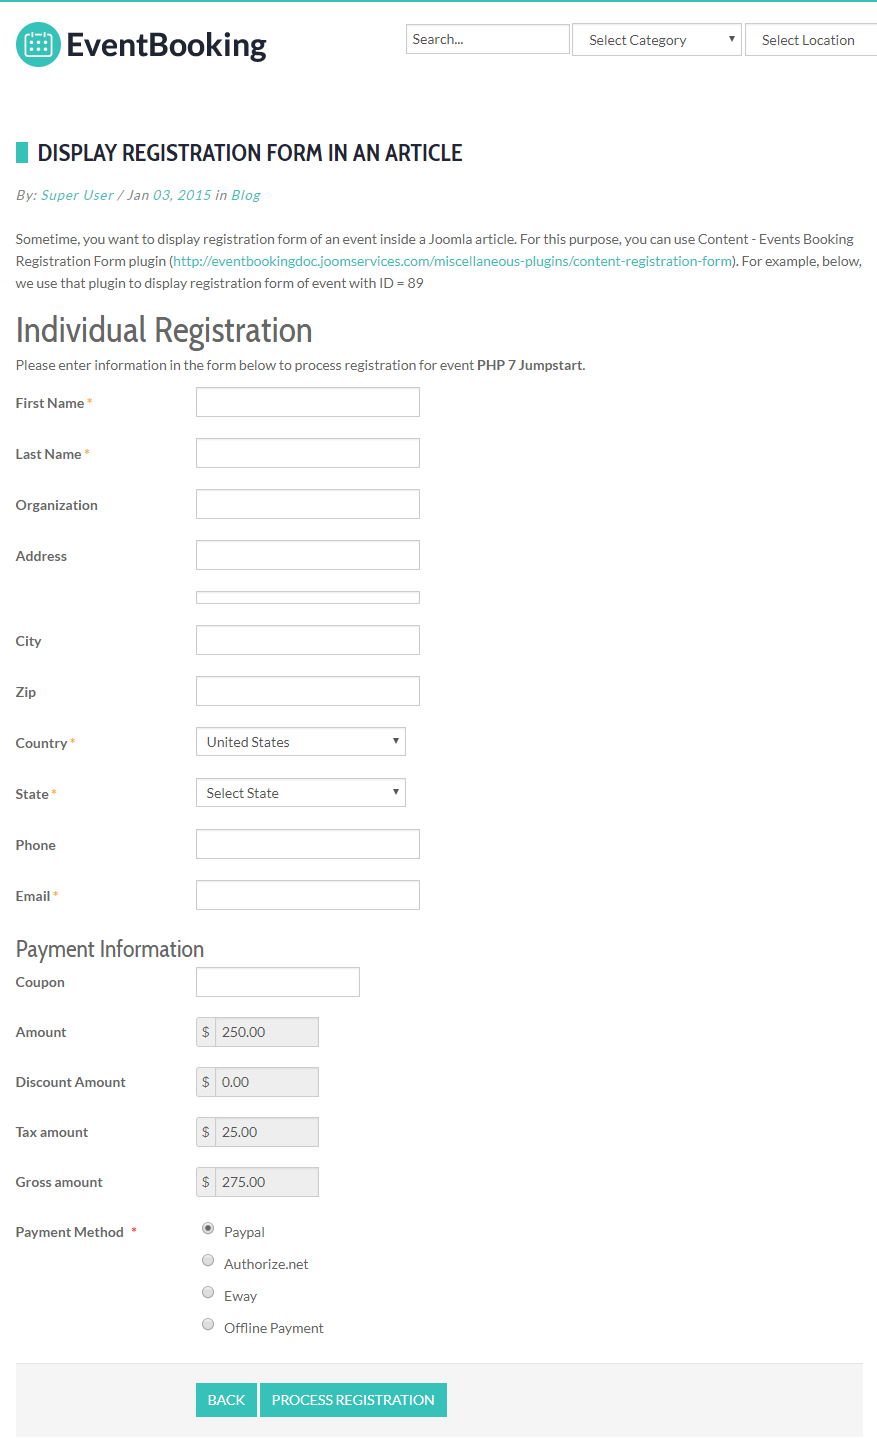 EventBooking
Search...
Select Category
Select Location
DISPLAY REGISTRATION FORM IN AN ARTICLE
By: Super User / Jan 03, 2015 in Blog
Sometime, you want to display registration form of an event inside a Joomla article. For this purpose, you can use Content - Events Booking
Registration Form plugin (http://eventbookingdoc.joomservices.com/miscellaneous-plugins/content-registration-form). For example, below,
we use that plugin to display registration form of event with ID = 89
Individual Registration
Please enter information in the form below to process registration for event PHP 7 Jumpstart.
First Name *
Last Name *
Organization
Address
City
Zip
Country * United States
State * Select State
Phone
Email *
Payment Information
Coupon
Amount $ 250.00
Discount Amount $ 0.00
Tax amount $ 25.00
Gross amount $ 275.00
Payment Method * Paypal
Authorize.net
Eway
Offline Payment
BACK PROCESS REGISTRATION